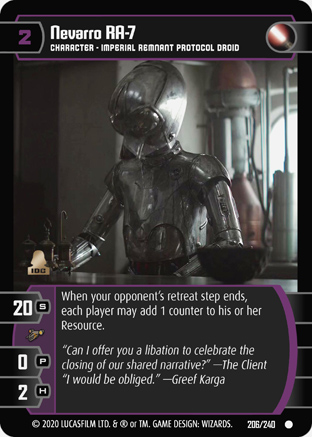 2 Nevarro RA-7
CHARACTER - IMPERIAL REMNANT PROTOCOL DROID
20 S
0 P
2 H
When your opponent's retreat step ends,
each player may add 1 counter to his or her
Resource.
"Can I offer you a libation to celebrate the
closing of our shared narrative?" —The Client
"I would be obliged." —Greef Karga
© 2020 LUCASFILM LTD. & ® or TM. GAME DESIGN: WIZARDS. 206/240